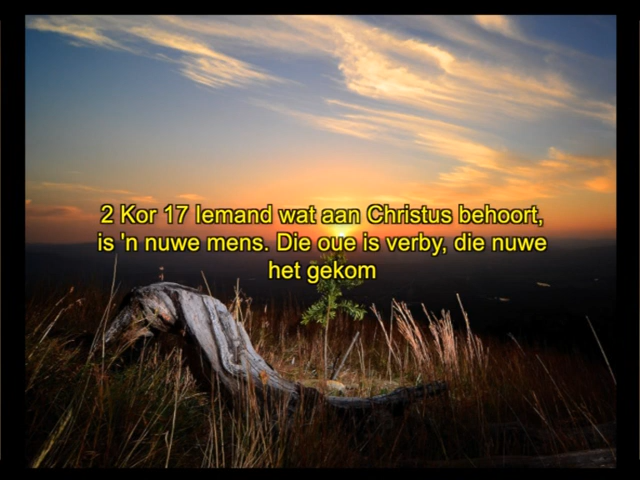 2 Kor 17 Iemand wat aan Christus behoort,
is 'n nuwe mens. Die oue is verby, die nuwe
het gekom